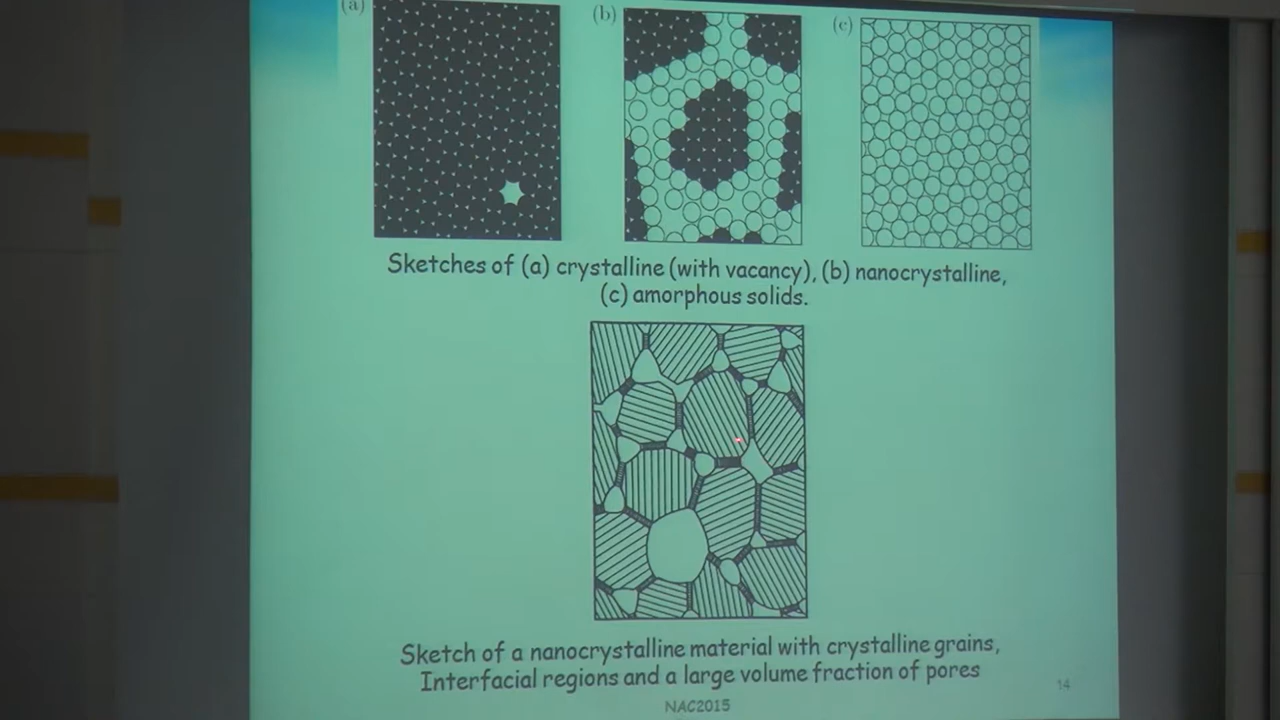 (a)
(b)
(c)
Sketches of (a) crystalline (with vacancy), (b) nanocrystalline,
(c) amorphous solids.
Sketch of a nanocrystalline material with crystalline grains,
Interfacial regions and a large volume fraction of pores
14
NAC2015